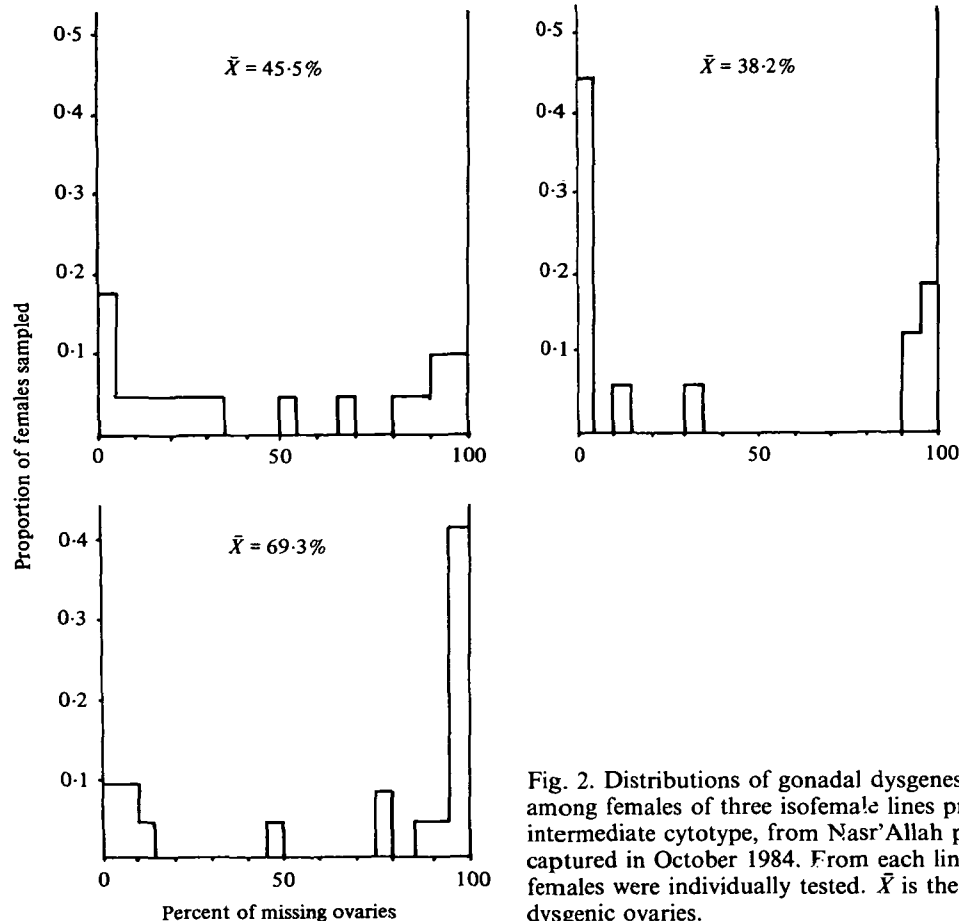 0·5
0·4
0·3
0·2
0·1
X̄ = 45·5%
0 100
0·5
0·4
0·3
0·2
0·1
X̄ = 38·2%
0 100
Proportion of females sampled
0·4
0·3
0·2
0·1
X̄ = 69·3%
0 100
Percent of missing ovaries
Fig. 2. Distributions of gonadal dysgenes
among females of three isofemale lines pr
intermediate cytotype, from Nasr'Allah p
captured in October 1984. From each lin
females were individually tested. X̄ is the
dysgenic ovaries.